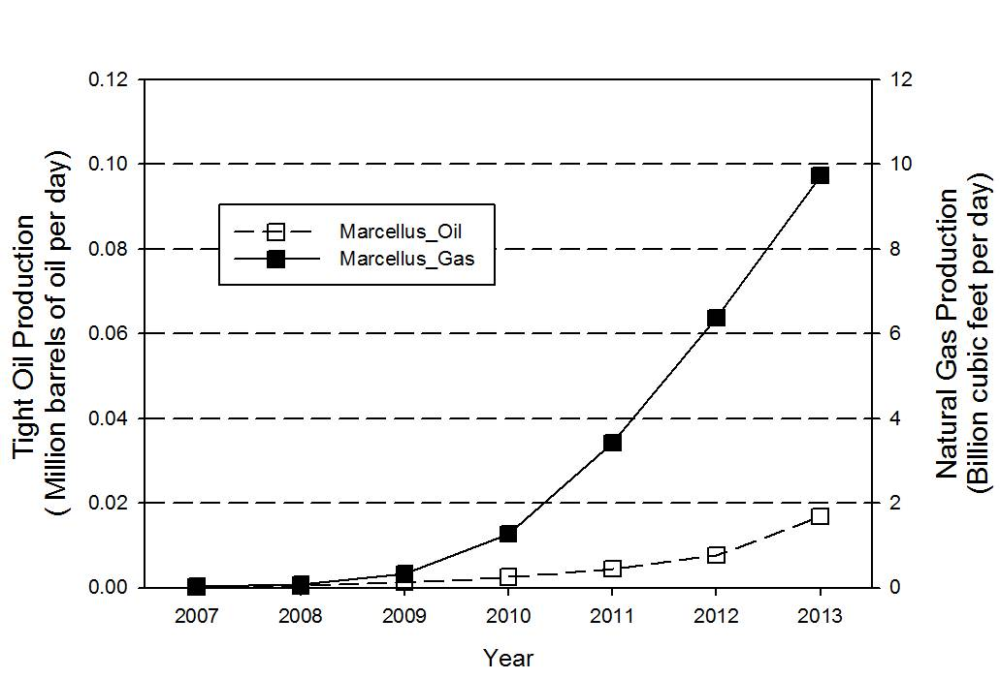 Tight Oil Production
( Million barrels of oil per day)
0.12
0.10
0.08
0.06
0.04
0.02
0.00
Marcellus_Oil
Marcellus_Gas
12
10
8
6
4
2
0
Natural Gas Production
(Billion cubic feet per day)
2007 2008 2009 2010 2011 2012 2013
Year